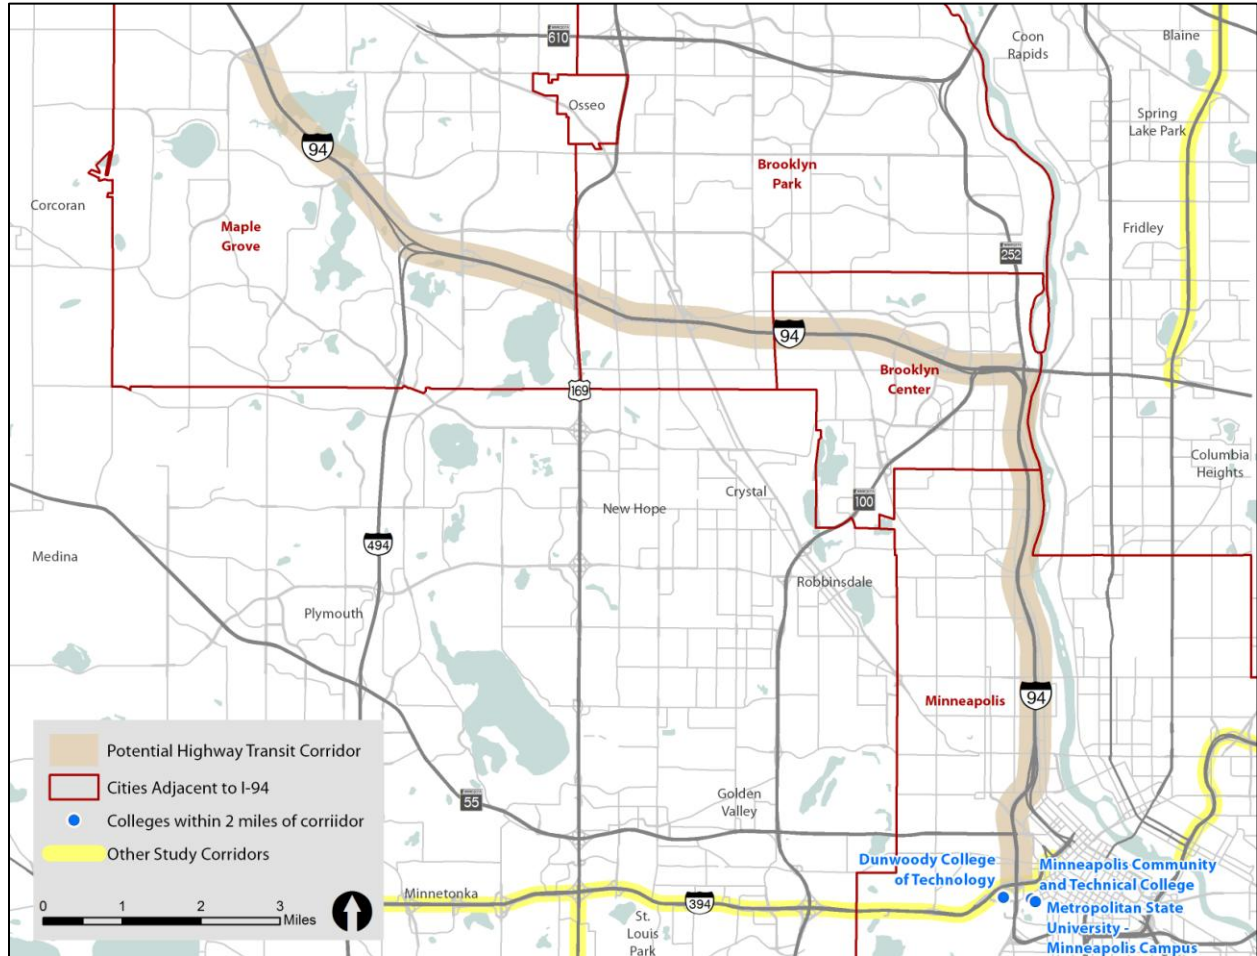 610
Coon
Rapids
Blaine
Osseo
Spring
Lake Park
94
Brooklyn
Park
Corcoran
Maple
Grove
Fridley
252
94
Brooklyn
Center
169
Columbia
Heights
Crystal
New Hope
100
494
Medina
Robbinsdale
Plymouth
Minneapolis
94
Potential Highway Transit Corridor
Cities Adjacent to I-94
Colleges within 2 miles of corriidor
Other Study Corridors
0 1 2 3
Miles
55
Golden
Valley
Dunwoody College
of Technology
Minneapolis Community
and Technical College
Metropolitan State
University -
Minneapolis Campus
Minnetonka
394
St.
Louis
Park